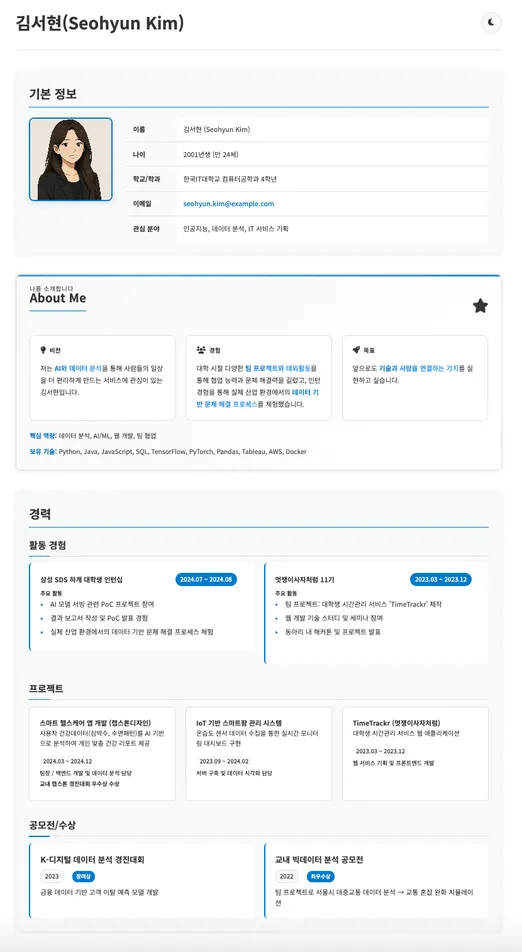 김서현(Seohyun Kim)
기본 정보
이름 김서현 (Seohyun Kim)
나이 2001년생 (만 24세)
학교/학과 한국IT대학교 컴퓨터공학과 4학년
이메일 seohyun.kim@example.com
관심 분야 인공지능, 데이터 분석, IT 서비스 기획
나를 소개합니다
About Me
비전
저는 AI와 데이터 분석을 통해 사람들의 일상
을 더 편리하게 만드는 서비스에 관심이 있는
김서현입니다.
경험
대학 시절 다양한 팀 프로젝트와 대외활동을
통해 협업 능력과 문제 해결력을 길렀고, 인턴
경험을 통해 실제 산업 환경에서의 데이터 기
반 문제 해결 프로세스를 체험했습니다.
목표
앞으로도 기술과 사람을 연결하는 가치를 실
현하고 싶습니다.
핵심 역량: 데이터 분석, AI/ML, 웹 개발, 팀 협업
보유 기술: Python, Java, JavaScript, SQL, TensorFlow, PyTorch, Pandas, Tableau, AWS, Docker
경력
활동 경험
삼성 SDS 하계 대학생 인턴십 2024.07 ~ 2024.08
주요 활동
• AI 모델 서빙 관련 PoC 프로젝트 참여
• 결과 보고서 작성 및 PoC 발표 경험
• 실제 산업 환경에서의 데이터 기반 문제 해결 프로세스 체험
멋쟁이사자처럼 11기 2023.03 ~ 2023.12
주요 활동
• 팀 프로젝트: 대학생 시간관리 서비스 'TimeTrackr' 제작
• 웹 개발 기술 스터디 및 세미나 참여
• 동아리 내 해커톤 및 프로젝트 발표
프로젝트
스마트 헬스케어 앱 개발 (캡스톤디자인)
사용자 건강데이터(심박수, 수면패턴)를 AI 기반
으로 분석하여 개인 맞춤 건강 리포트 제공
2024.03 ~ 2024.12
팀장 / 백엔드 개발 및 데이터 분석 담당
교내 캡스톤 경진대회 우수상 수상
IoT 기반 스마트팜 관리 시스템
온습도 센서 데이터 수집을 통한 실시간 모니터
링 대시보드 구현
2023.09 ~ 2024.02
서버 구축 및 데이터 시각화 담당
TimeTrackr (멋쟁이사자처럼)
대학생 시간관리 서비스 웹 애플리케이션
2023.03 ~ 2023.12
웹 서비스 기획 및 프론트엔드 개발
공모전/수상
K-디지털 데이터 분석 경진대회
2023 장려상
금융 데이터 기반 고객 이탈 예측 모델 개발
교내 빅데이터 분석 공모전
2022 최우수상
팀 프로젝트로 서울시 대중교통 데이터 분석 → 교통 혼잡 완화 시뮬레이
션